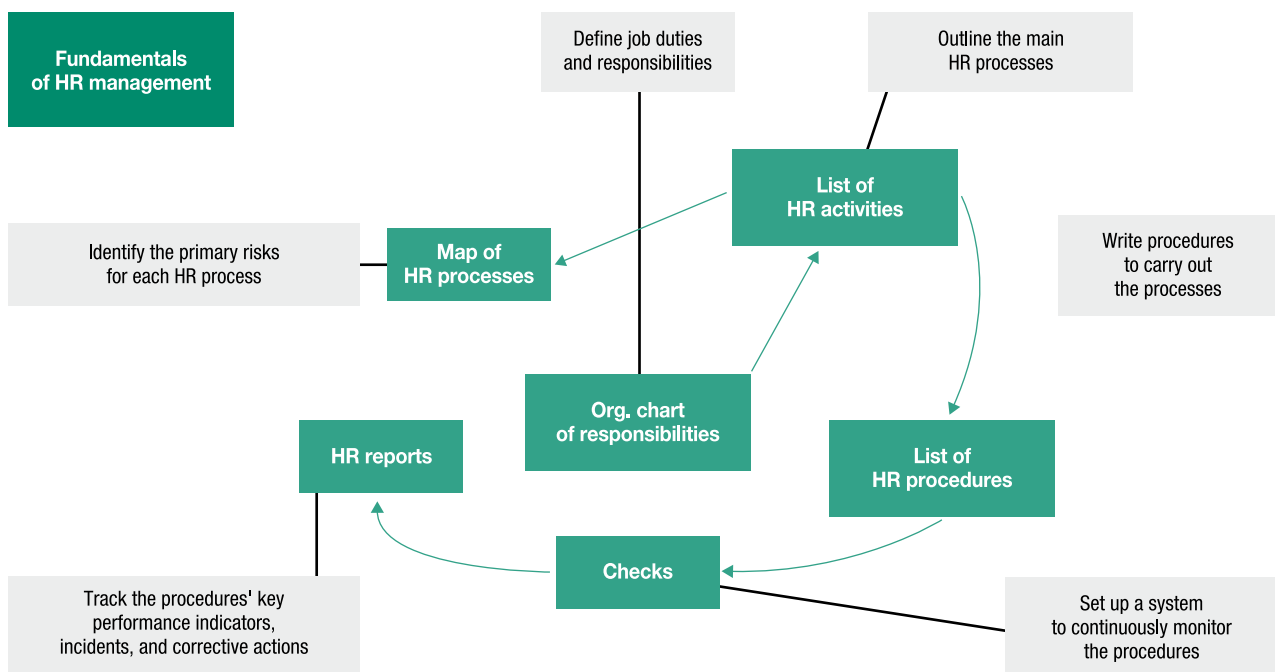 Fundamentals
of HR management
Define job duties
and responsibilities
Outline the main
HR processes
List of
HR activities
Identify the primary risks
for each HR process
Map of
HR processes
Write procedures
to carry out
the processes
Org. chart
of responsibilities
HR reports
List of
HR procedures
Checks
Track the procedures' key
performance indicators,
incidents, and corrective actions
Set up a system
to continuously monitor
the procedures